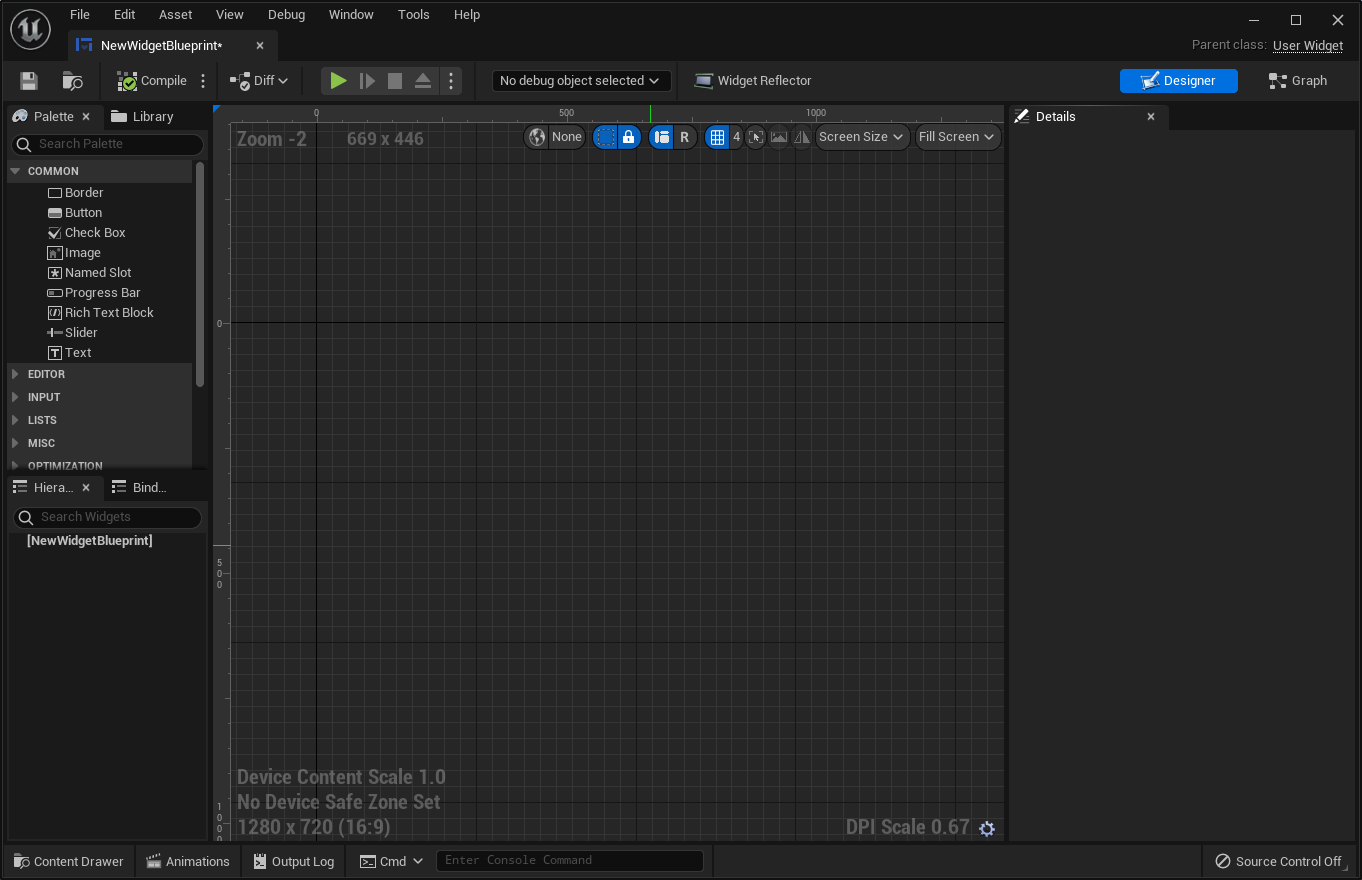 File Edit Asset View Debug Window Tools Help
NewWidgetBlueprint*
Parent class: User Widget
Compile
Diff
No debug object selected
Widget Reflector
Designer
Graph
Palette
Library
Search Palette
COMMON
Border
Button
Check Box
Image
Named Slot
Progress Bar
Rich Text Block
Slider
Text
EDITOR
INPUT
LISTS
MISC
OPTIMIZATION
Hiera...
Bind...
Search Widgets
[NewWidgetBlueprint]
0 500 1000
Zoom -2 669 x 446
None
R
4
Screen Size
Fill Screen
0
500
1000
Device Content Scale 1.0
No Device Safe Zone Set
1280 x 720 (16:9)
DPI Scale 0.67
Details
Content Drawer
Animations
Output Log
Cmd
Enter Console Command
Source Control Off